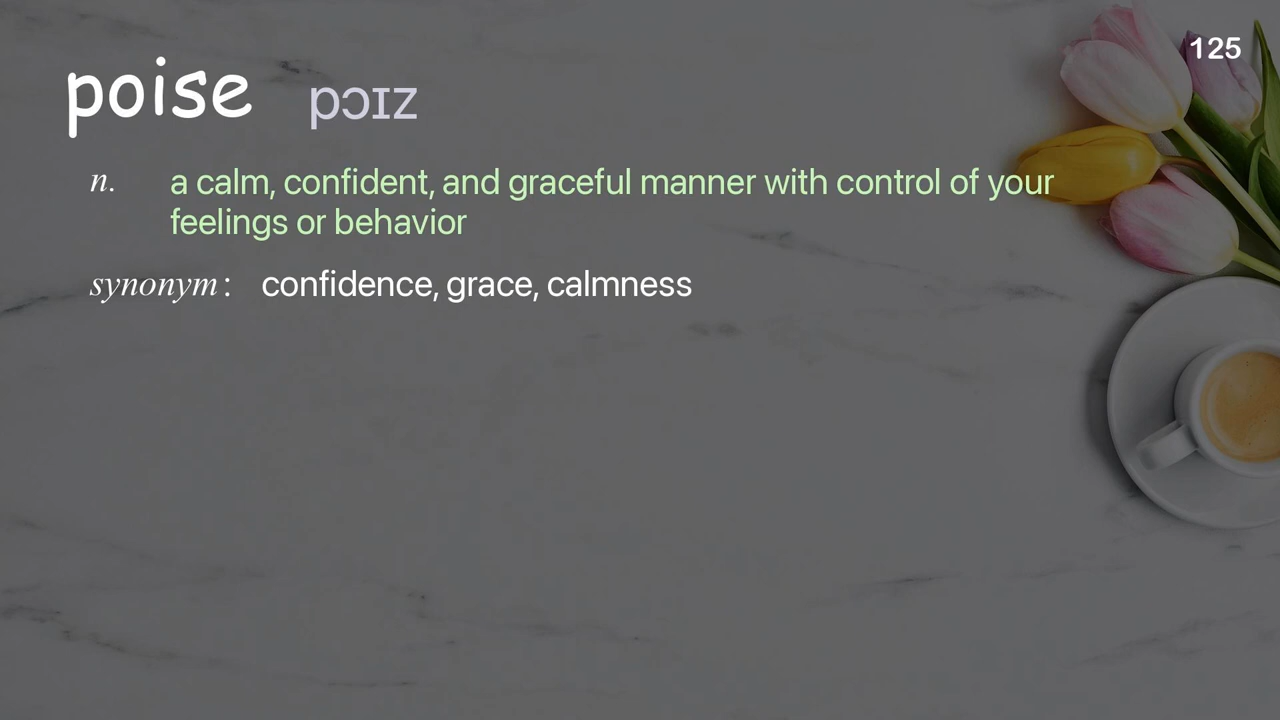 125
poise pɔɪz
n. a calm, confident, and graceful manner with control of your
feelings or behavior
synonym: confidence, grace, calmness